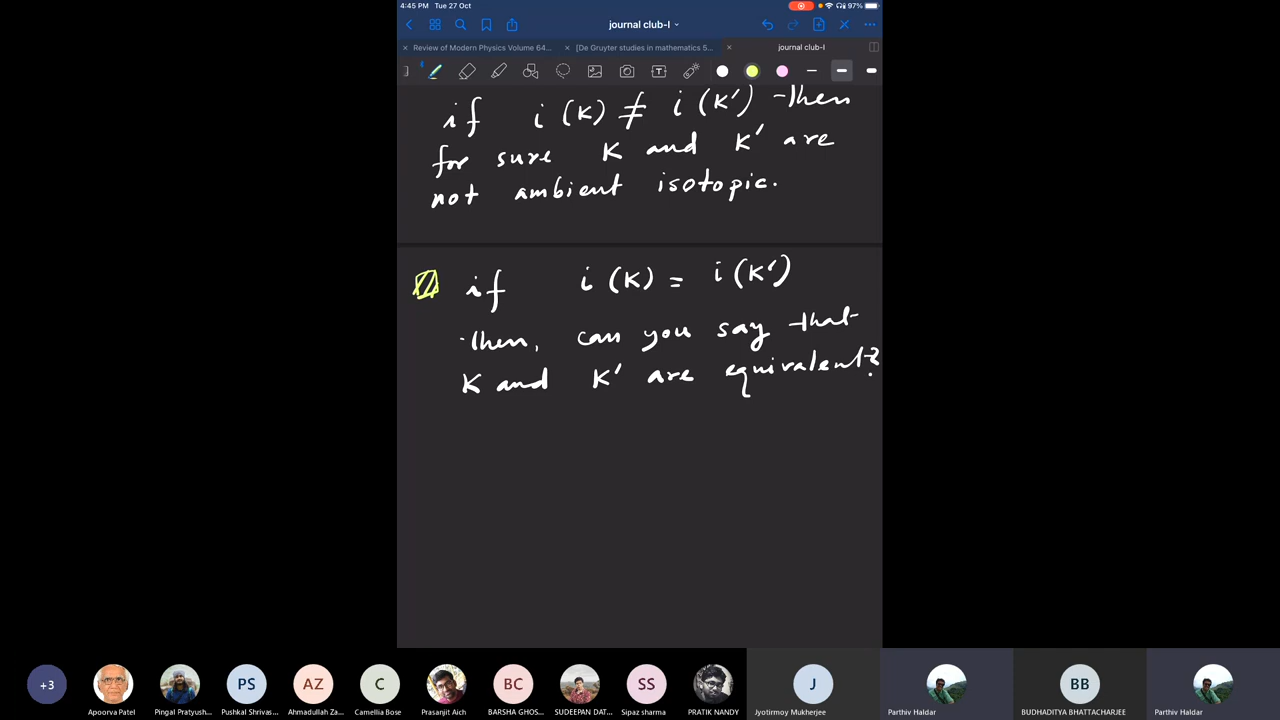 4:45 PM Tue 27 Oct
97%
journal club-I
Review of Modern Physics Volume 64...
[De Gruyter studies in mathematics 5...
journal club-I
if i (K) ≠ i (K') then
for sure K and K' are
not ambient isotopic.
if i (K) = i (K')
then, can you say that
K and K' are equivalent?
+3
PS
AZ
C
BC
SS
J
BB
Apoorva Patel
Pingal Pratyush...
Pushkal Shrivas...
Ahmadullah Za...
Camellia Bose
Prasanjit Aich
BARSHA GHOS...
SUDEEPAN DAT...
Sipaz sharma
PRATIK NANDY
Jyotirmoy Mukherjee
Parthiv Haldar
BUDHADITYA BHATTACHARJEE
Parthiv Haldar